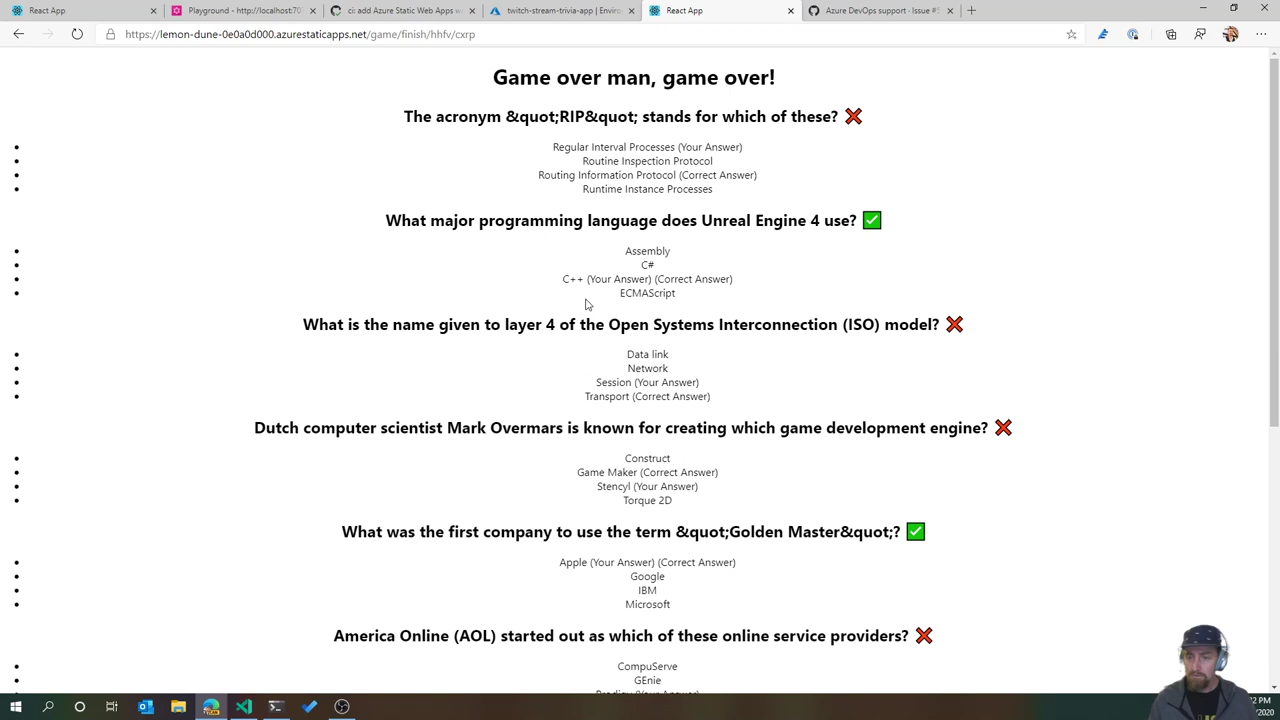 React App
Playground - http://localhost:70
ci: add Azure Static Web Apps w
twitch-stream-trivia-app | Enviro
React App
Azure DevOps support · Issue #5
https://lemon-dune-0e0a0d000.azurestaticapps.net/game/finish/hhfv/cxrp
Game over man, game over!
The acronym &quot;RIP&quot; stands for which of these? ❌
Regular Interval Processes (Your Answer)
Routine Inspection Protocol
Routing Information Protocol (Correct Answer)
Runtime Instance Processes
What major programming language does Unreal Engine 4 use? ✅
Assembly
C#
C++ (Your Answer) (Correct Answer)
ECMAScript
What is the name given to layer 4 of the Open Systems Interconnection (ISO) model? ❌
Data link
Network
Session (Your Answer)
Transport (Correct Answer)
Dutch computer scientist Mark Overmars is known for creating which game development engine? ❌
Construct
Game Maker (Correct Answer)
Stencyl (Your Answer)
Torque 2D
What was the first company to use the term &quot;Golden Master&quot;? ✅
Apple (Your Answer) (Correct Answer)
Google
IBM
Microsoft
America Online (AOL) started out as which of these online service providers? ❌
CompuServe
GEnie
Prodigy (Your Answer)
2 PM
/2020